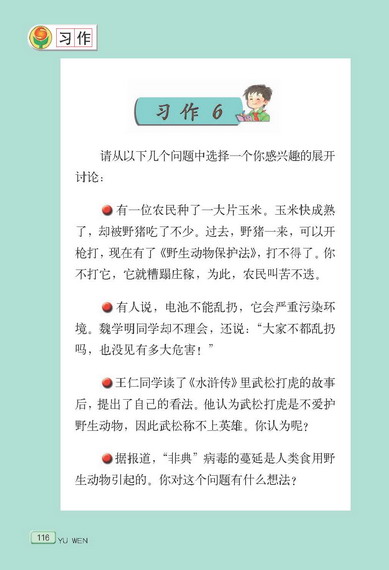 习作
习作6
请从以下几个问题中选择一个你感兴趣的展开
讨论:
●有一位农民种了一大片玉米。玉米快成熟
了,却被野猪吃了不少。过去,野猪一来,可以开
枪打,现在有了《野生动物保护法》,打不得了。你
不打它,它就糟蹋庄稼,为此,农民叫苦不迭。
●有人说,电池不能乱扔,它会严重污染环
境。魏学明同学却不理会,还说:“大家不都乱扔
吗,也没见有多大危害!”
●王仁同学读了《水浒传》里武松打虎的故事
后,提出了自己的看法。他认为武松打虎是不爱护
野生动物,因此武松称不上英雄。你认为呢?
●据报道,“非典”病毒的蔓延是人类食用野
生动物引起的。你对这个问题有什么想法?
116 YU WEN